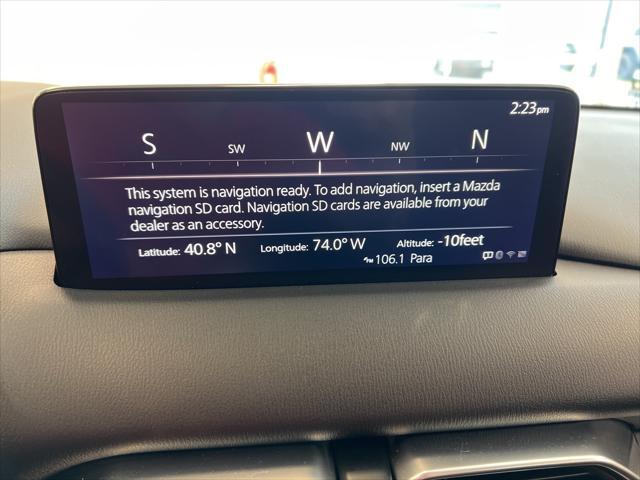 2:23pm
S SW W NW N
This system is navigation ready. To add navigation, insert a Mazda
navigation SD card. Navigation SD cards are available from your
dealer as an accessory.
Latitude: 40.8° N Longitude: 74.0° W Altitude: -10feet
FM 106.1 Para